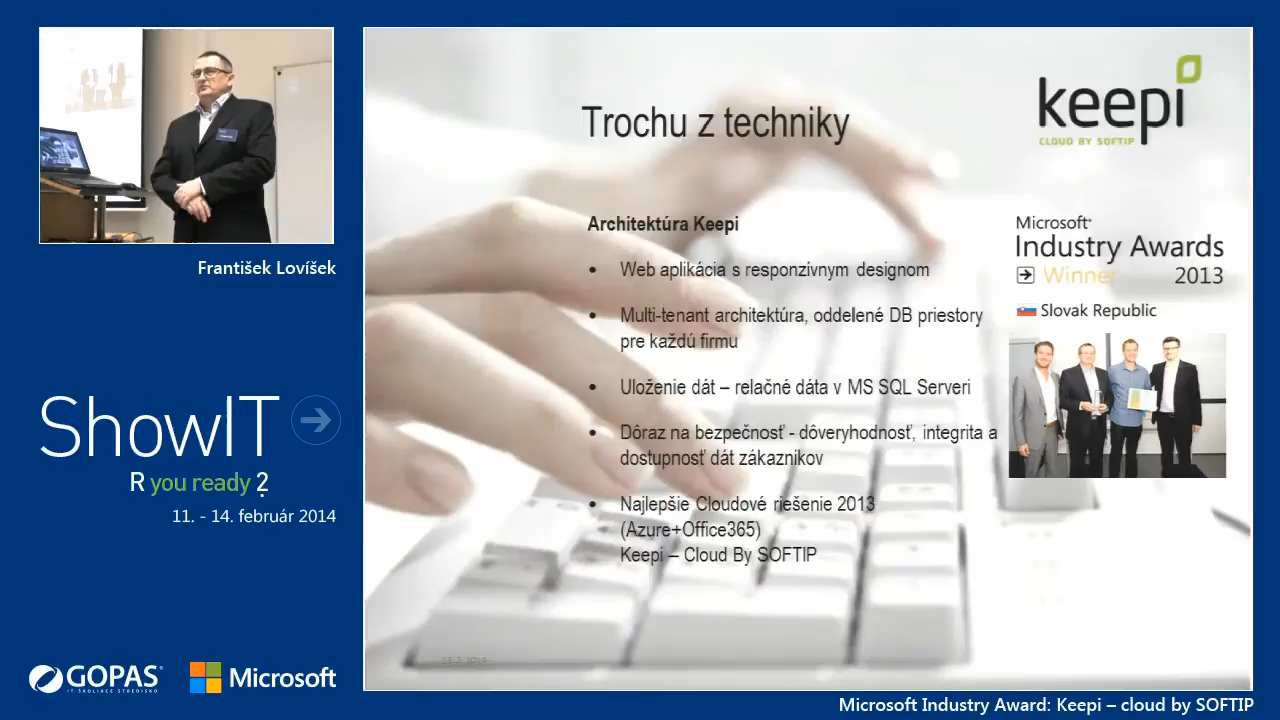 František Lovíšek
ShowIT
R you ready ?
11. - 14. február 2014
GOPAS
IT ŠKOLIACE STREDISKO
Microsoft
Trochu z techniky
Architektúra Keepi
• Web aplikácia s responzívnym designom
• Multi-tenant architektúra, oddelené DB priestory
pre každú firmu
• Uloženie dát – relačné dáta v MS SQL Serveri
• Dôraz na bezpečnosť - dôveryhodnosť, integrita a
dostupnosť dát zákazníkov
• Najlepšie Cloudové riešenie 2013
(Azure+Office365)
Keepi – Cloud By SOFTIP
keepi
CLOUD BY SOFTIP
Microsoft®
Industry Awards
Winner 2013
Slovak Republic
13.2.2014
Microsoft Industry Award: Keepi – cloud by SOFTIP